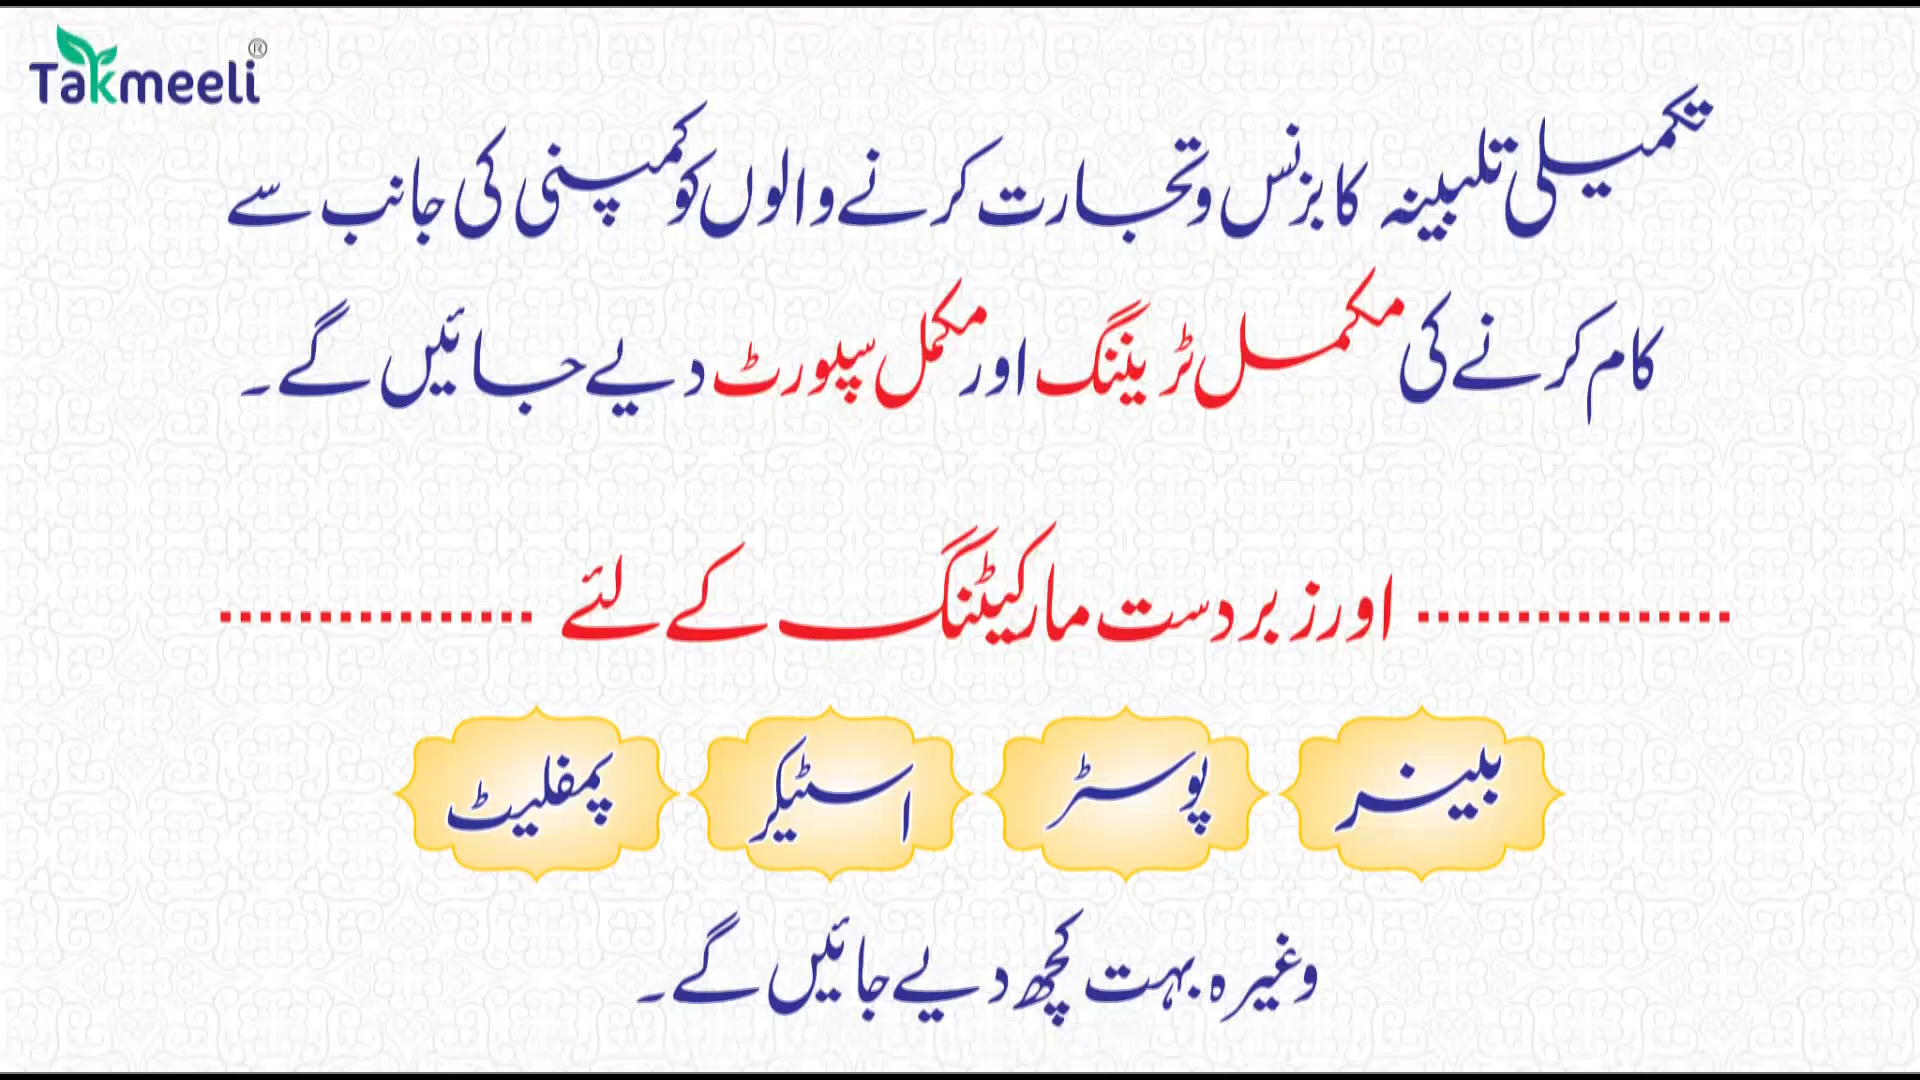 Takmeeli®
تکمیلی تلبینہ کا بزنس و تجارت کرنے والوں کو کمپنی کی جانب سے
کام کرنے کی مکمل ٹریننگ اور مکمل سپورٹ دیے جائیں گے۔
............... اور زبردست مارکیٹنگ کے لئے ...............
بینر پوسٹر اسٹیکر پمفلیٹ
وغیرہ بہت کچھ دیے جائیں گے۔